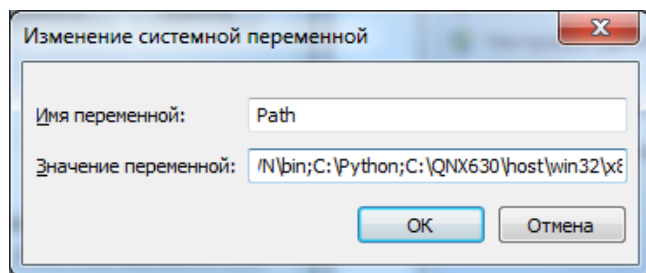 Изменение системной переменной
Имя переменной: Path
Значение переменной: N\bin;C:\Python;C:\QNX630\host\win32\x8
OK Отмена